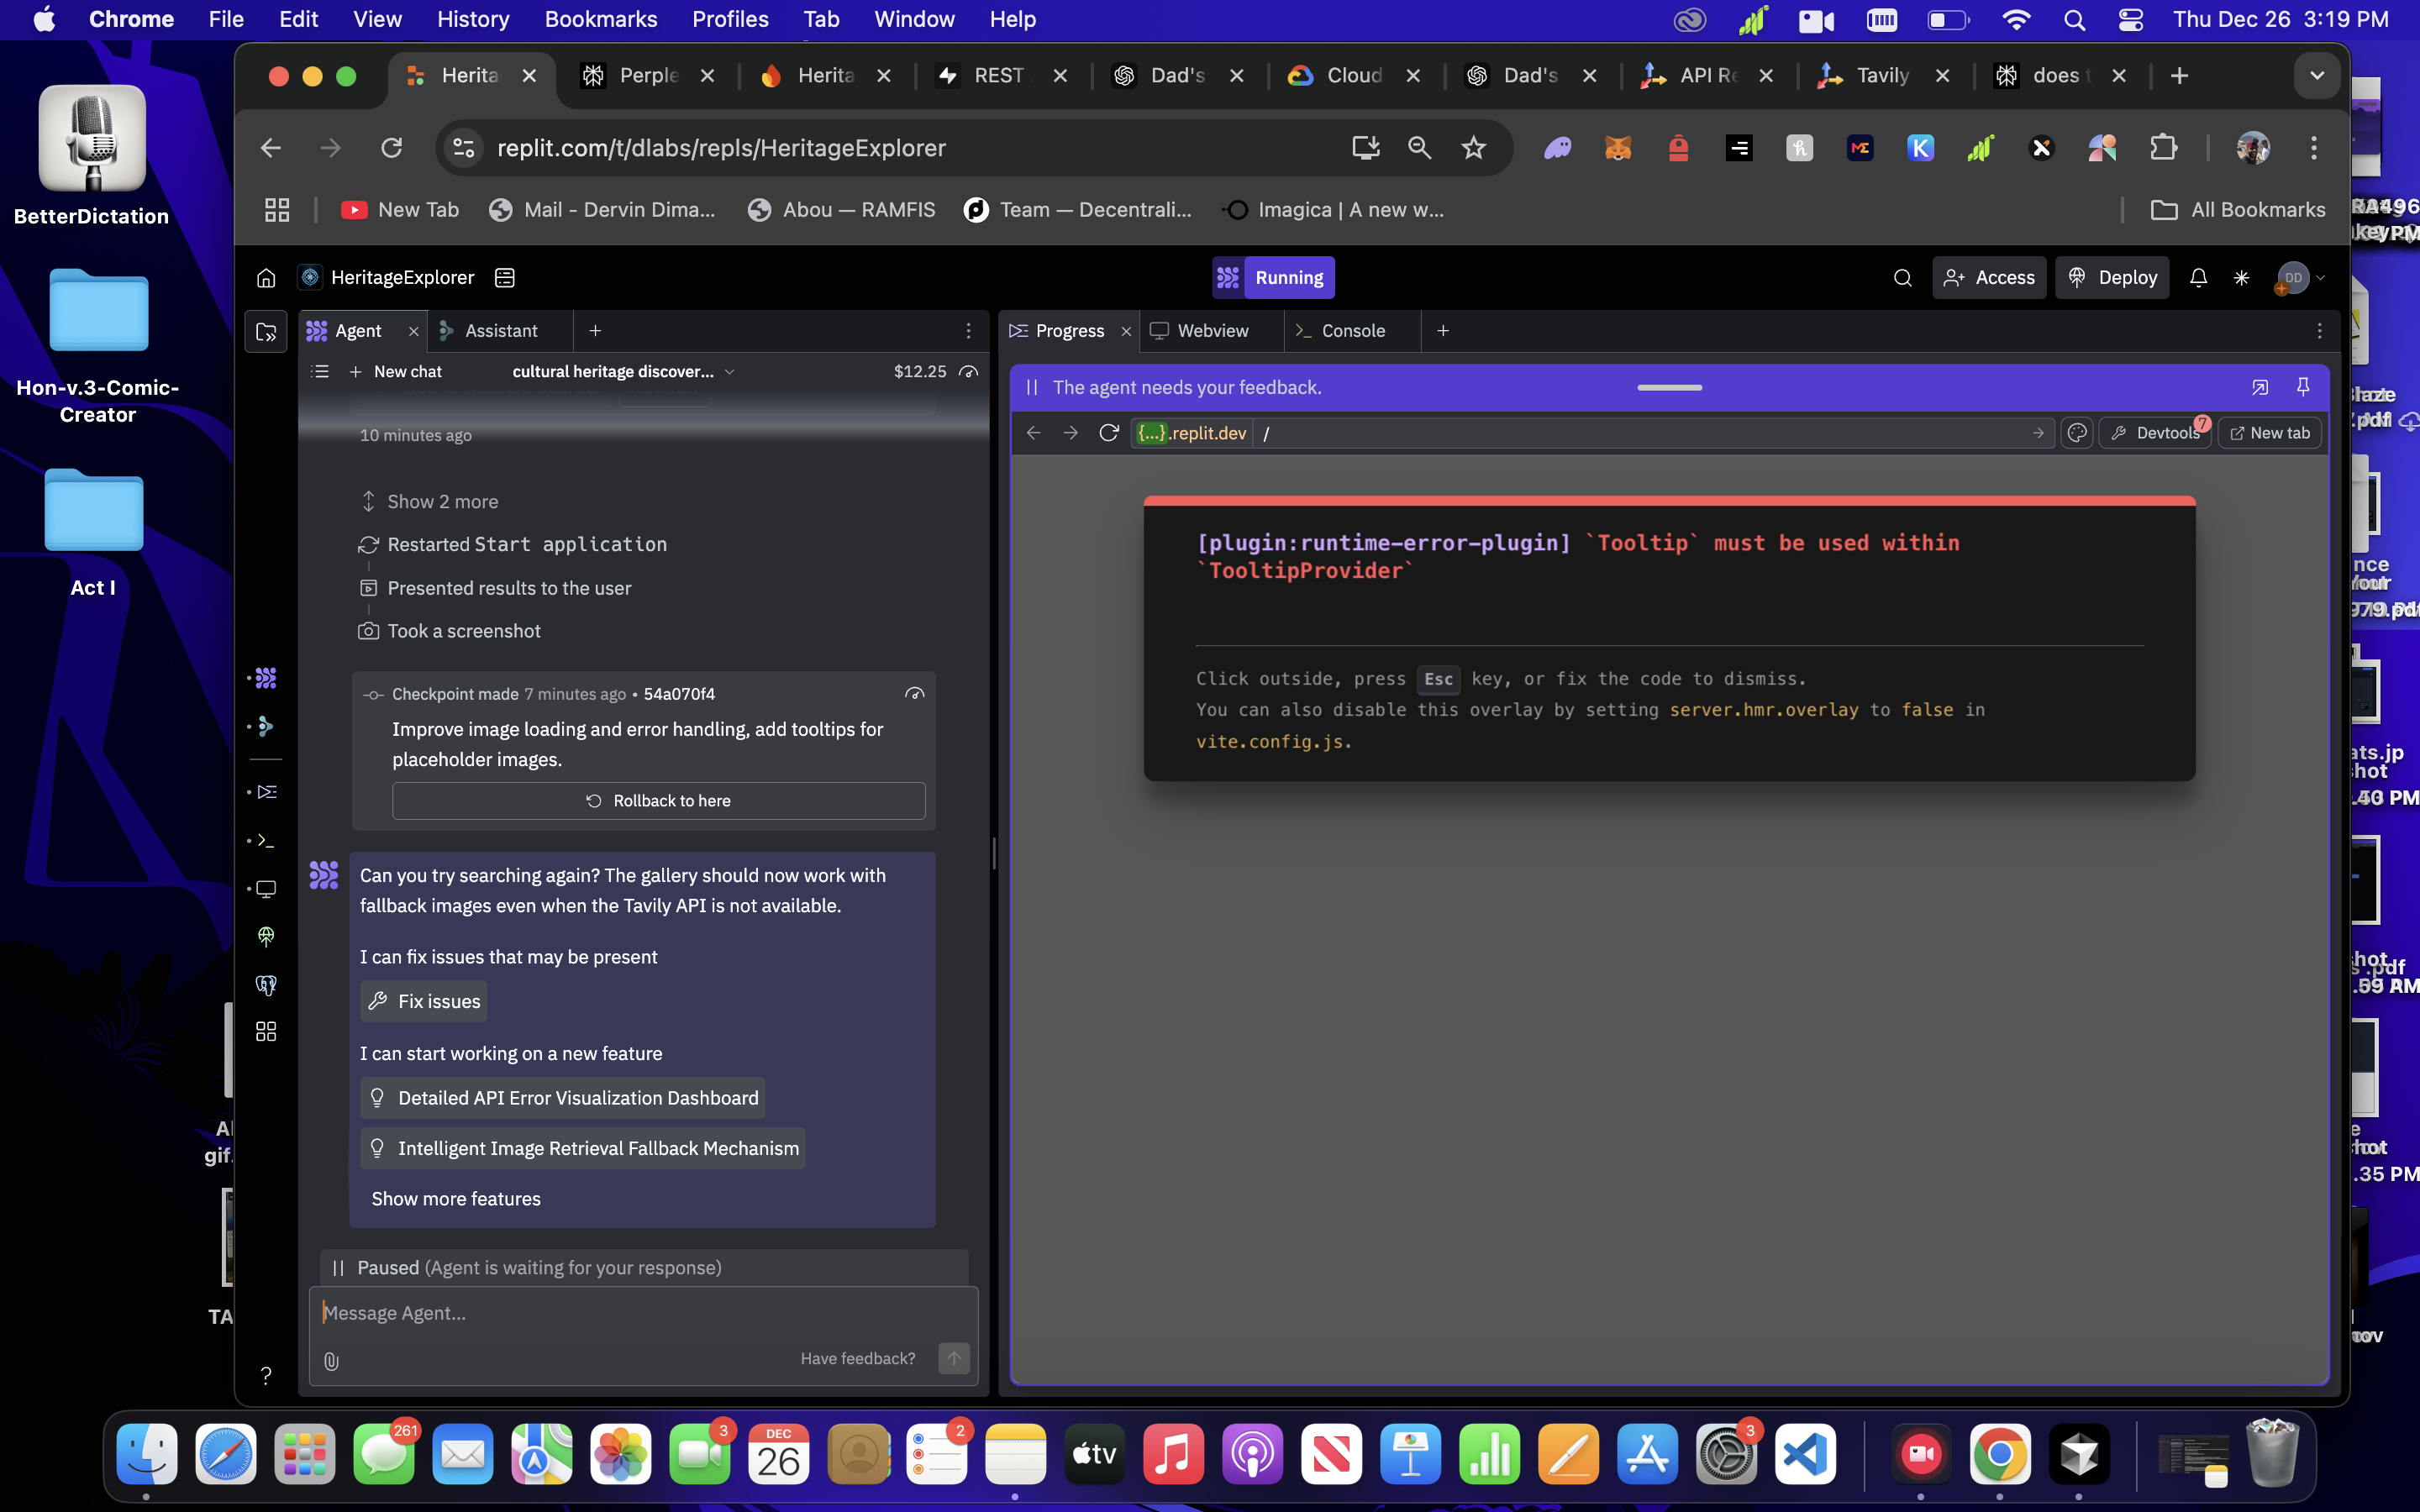 Chrome File Edit View History Bookmarks Profiles Tab Window Help
Thu Dec 26 3:19 PM
BetterDictation
Hon-v.3-Comic-
Creator
Act I
Herita
Perple
Herita
REST
Dad's
Cloud
Dad's
API Re
Tavily
does t
replit.com/t/dlabs/repls/HeritageExplorer
New Tab
Mail - Dervin Dima...
Abou — RAMFIS
Team — Decentrali...
Imagica | A new w...
All Bookmarks
HeritageExplorer
Running
Access
Deploy
DD
Agent
Assistant
New chat
cultural heritage discover...
$12.25
10 minutes ago
Show 2 more
Restarted Start application
Presented results to the user
Took a screenshot
Checkpoint made 7 minutes ago • 54a070f4
Improve image loading and error handling, add tooltips for
placeholder images.
Rollback to here
Can you try searching again? The gallery should now work with
fallback images even when the Tavily API is not available.
I can fix issues that may be present
Fix issues
I can start working on a new feature
Detailed API Error Visualization Dashboard
Intelligent Image Retrieval Fallback Mechanism
Show more features
Paused (Agent is waiting for your response)
Message Agent...
Have feedback?
Progress
Webview
Console
The agent needs your feedback.
{...}.replit.dev /
Devtools
7
New tab
[plugin:runtime-error-plugin] `Tooltip` must be used within
`TooltipProvider`
Click outside, press Esc key, or fix the code to dismiss.
You can also disable this overlay by setting server.hmr.overlay to false in
vite.config.js.
gif.
TA
.40 PM
.59 AM
.35 PM
261
3
DEC
26
2
tv
3